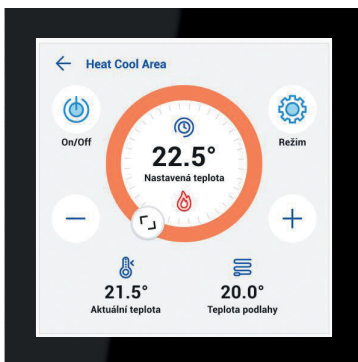 Heat Cool Area
On/Off
Režim
22.5°
Nastavená teplota
21.5°
Aktuální teplota
20.0°
Teplota podlahy